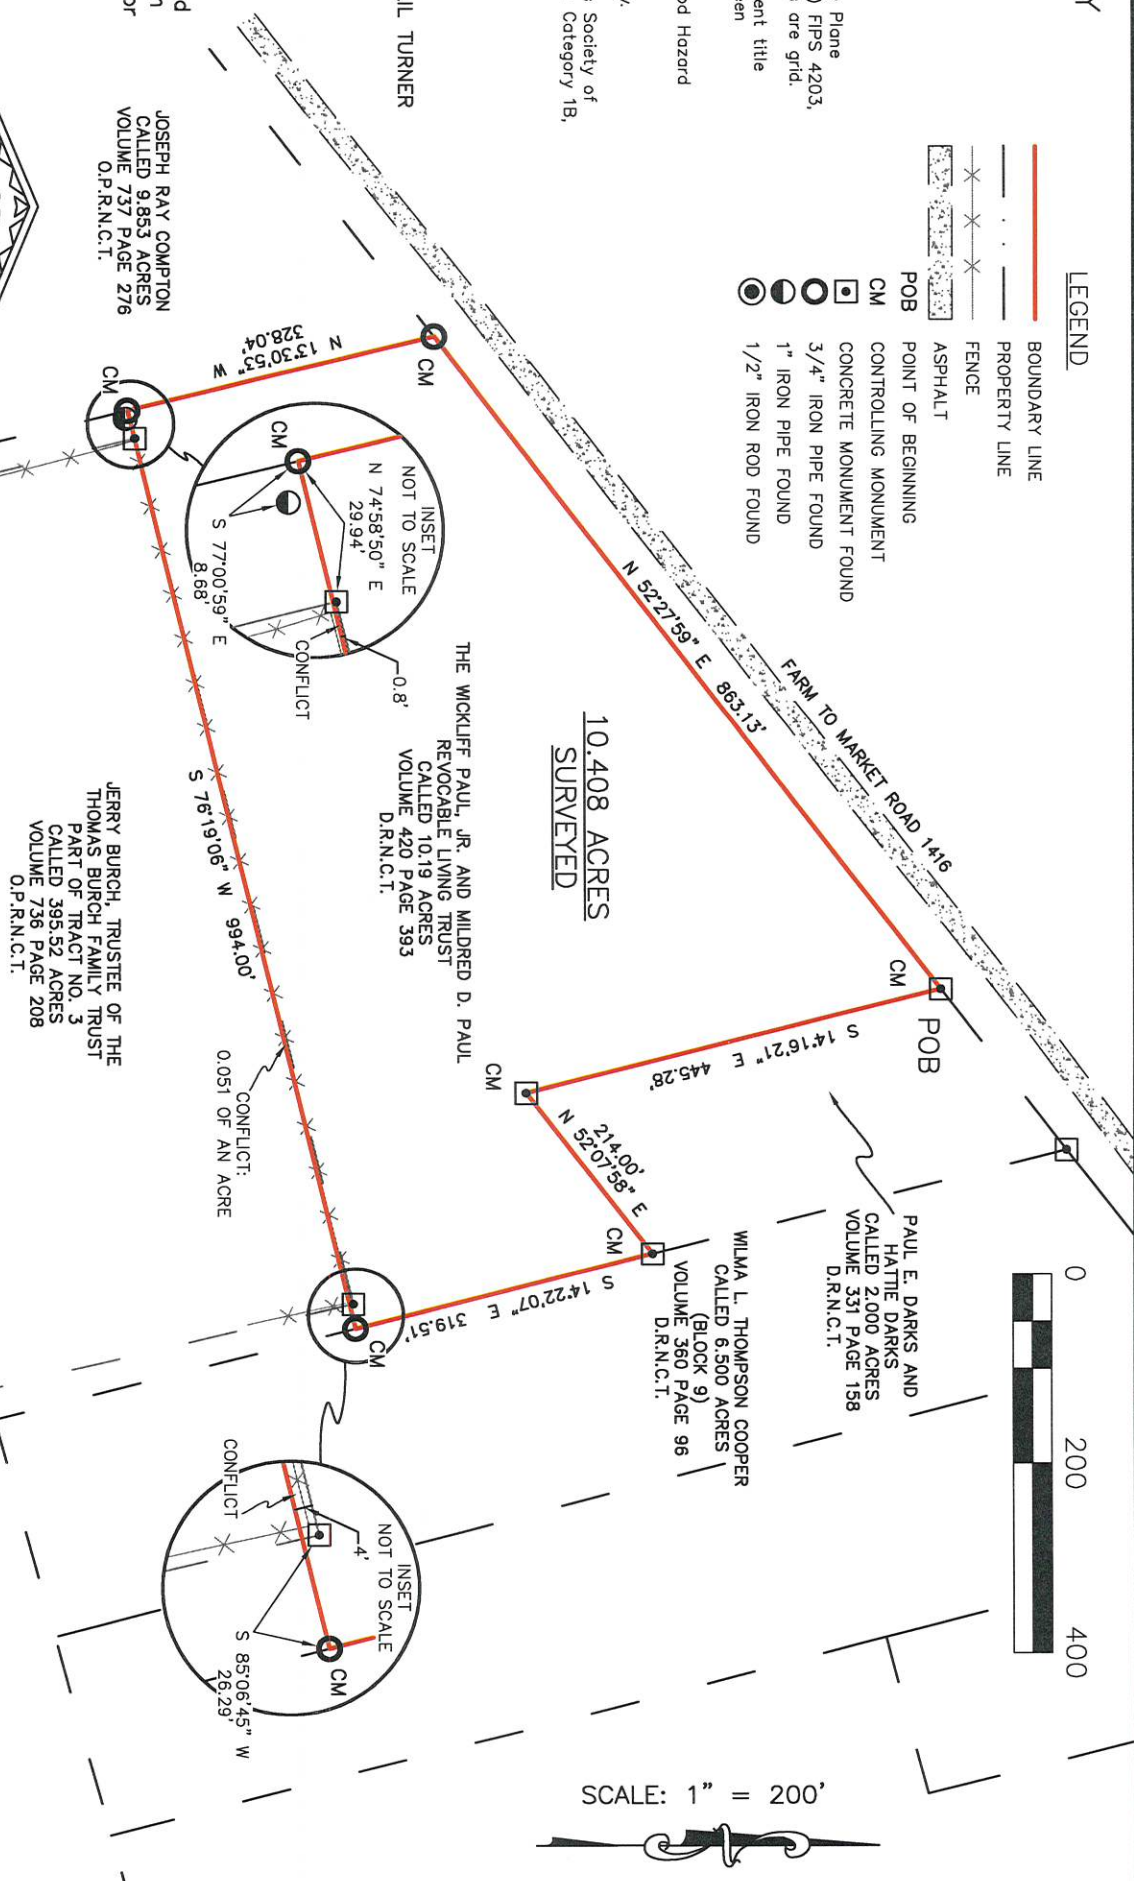 Y
Plane
) FIPS 4203,
s are grid.
ent title
een
od Hazard
y.
s Society of
Category 1B,
IL TURNER
d
n
or
LEGEND
BOUNDARY LINE
PROPERTY LINE
FENCE
ASPHALT
POB POINT OF BEGINNING
CM CONTROLLING MONUMENT
CONCRETE MONUMENT FOUND
3/4" IRON PIPE FOUND
1" IRON PIPE FOUND
1/2" IRON ROD FOUND
0 200 400
SCALE: 1" = 200'
FARM TO MARKET ROAD 1416
N 52°27'59" E 863.13'
CM
POB
S 14°16'21" E 445.28'
CM
214.00'
N 52°07'58" E
CM
S 14°22'07" E 319.51'
CM
S 76°19'06" W 994.00'
CM
N 13°30'53" W
328.04'
CM
10.408 ACRES
SURVEYED
THE WICKLIFF PAUL, JR. AND MILDRED D. PAUL
REVOCABLE LIVING TRUST
CALLED 10.19 ACRES
VOLUME 420 PAGE 393
D.R.N.C.T.
PAUL E. DARKS AND
HATTIE DARKS
CALLED 2.000 ACRES
VOLUME 331 PAGE 158
D.R.N.C.T.
WILMA L. THOMPSON COOPER
CALLED 6.500 ACRES
(BLOCK 9)
VOLUME 360 PAGE 96
D.R.N.C.T.
INSET
NOT TO SCALE
N 74°58'50" E
29.94'
CM
S 77°00'59" E
8.68'
CONFLICT
0.8'
JOSEPH RAY COMPTON
CALLED 9.853 ACRES
VOLUME 737 PAGE 276
O.P.R.N.C.T.
JERRY BURCH, TRUSTEE OF THE
THOMAS BURCH FAMILY TRUST
PART OF TRACT NO. 3
CALLED 395.52 ACRES
VOLUME 736 PAGE 208
O.P.R.N.C.T.
CONFLICT:
0.051 OF AN ACRE
INSET
NOT TO SCALE
4'
CONFLICT
CM
S 85°06'45" W
26.29'